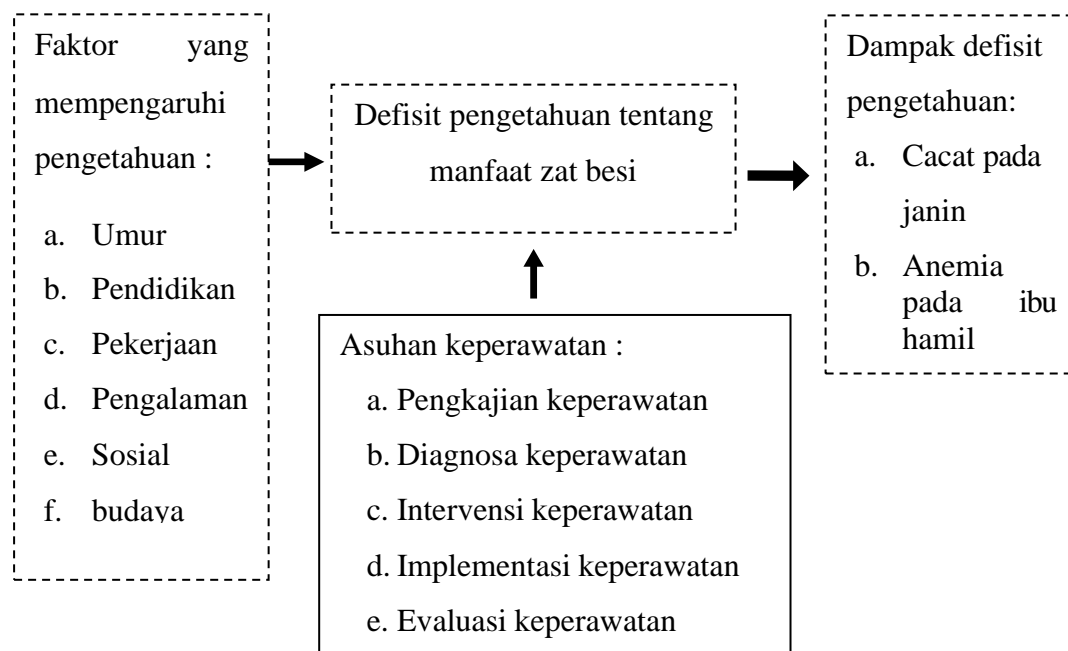 Faktor yang
mempengaruhi
pengetahuan :
a. Umur
b. Pendidikan
c. Pekerjaan
d. Pengalaman
e. Sosial
f. budaya
Defisit pengetahuan tentang
manfaat zat besi
Asuhan keperawatan :
a. Pengkajian keperawatan
b. Diagnosa keperawatan
c. Intervensi keperawatan
d. Implementasi keperawatan
e. Evaluasi keperawatan
Dampak defisit
pengetahuan:
a. Cacat pada
janin
b. Anemia
pada ibu
hamil